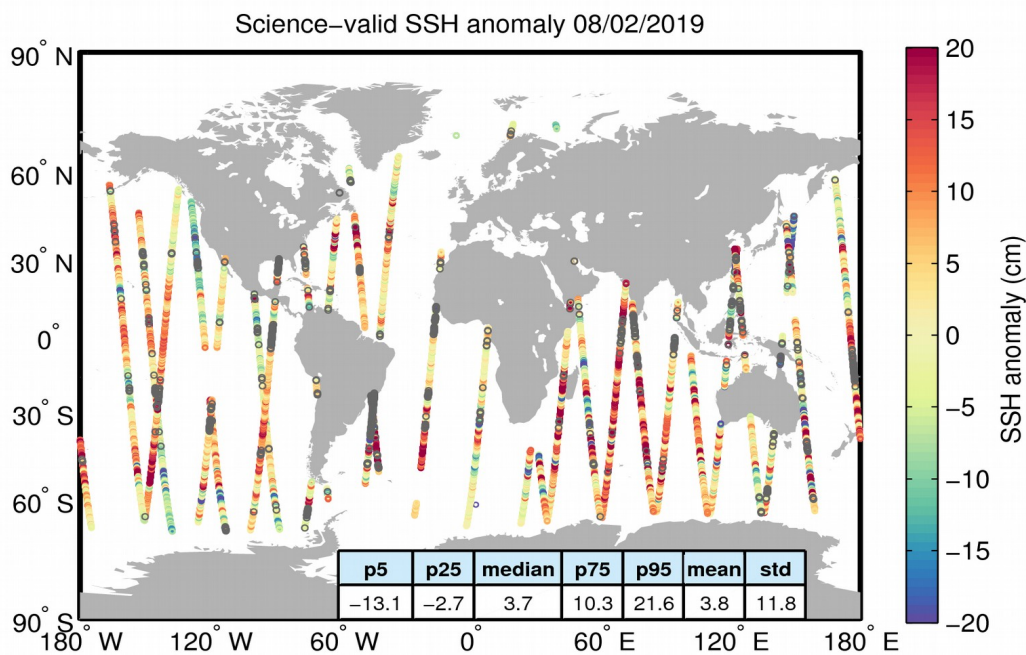 Science−valid SSH anomaly 08/02/2019
90° N
60° N
30° N
0°
30° S
60° S
90° S
180° W
120° W
60° W
0°
60° E
120° E
180° E
p5 p25 median p75 p95 mean std
−13.1 −2.7 3.7 10.3 21.6 3.8 11.8
20
15
10
5
0
−5
−10
−15
−20
SSH anomaly (cm)